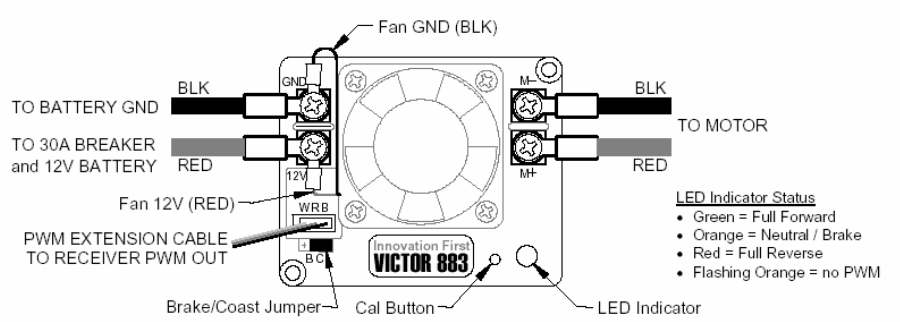 Fan GND (BLK)
GND
M–
BLK
BLK
TO BATTERY GND
TO MOTOR
TO 30A BREAKER
and 12V BATTERY
RED
RED
12V
M+
Fan 12V (RED)
W R B
PWM EXTENSION CABLE
TO RECEIVER PWM OUT
+
B C
Innovation First
VICTOR 883
LED Indicator Status
• Green = Full Forward
• Orange = Neutral / Brake
• Red = Full Reverse
• Flashing Orange = no PWM
Brake/Coast Jumper
Cal Button
LED Indicator